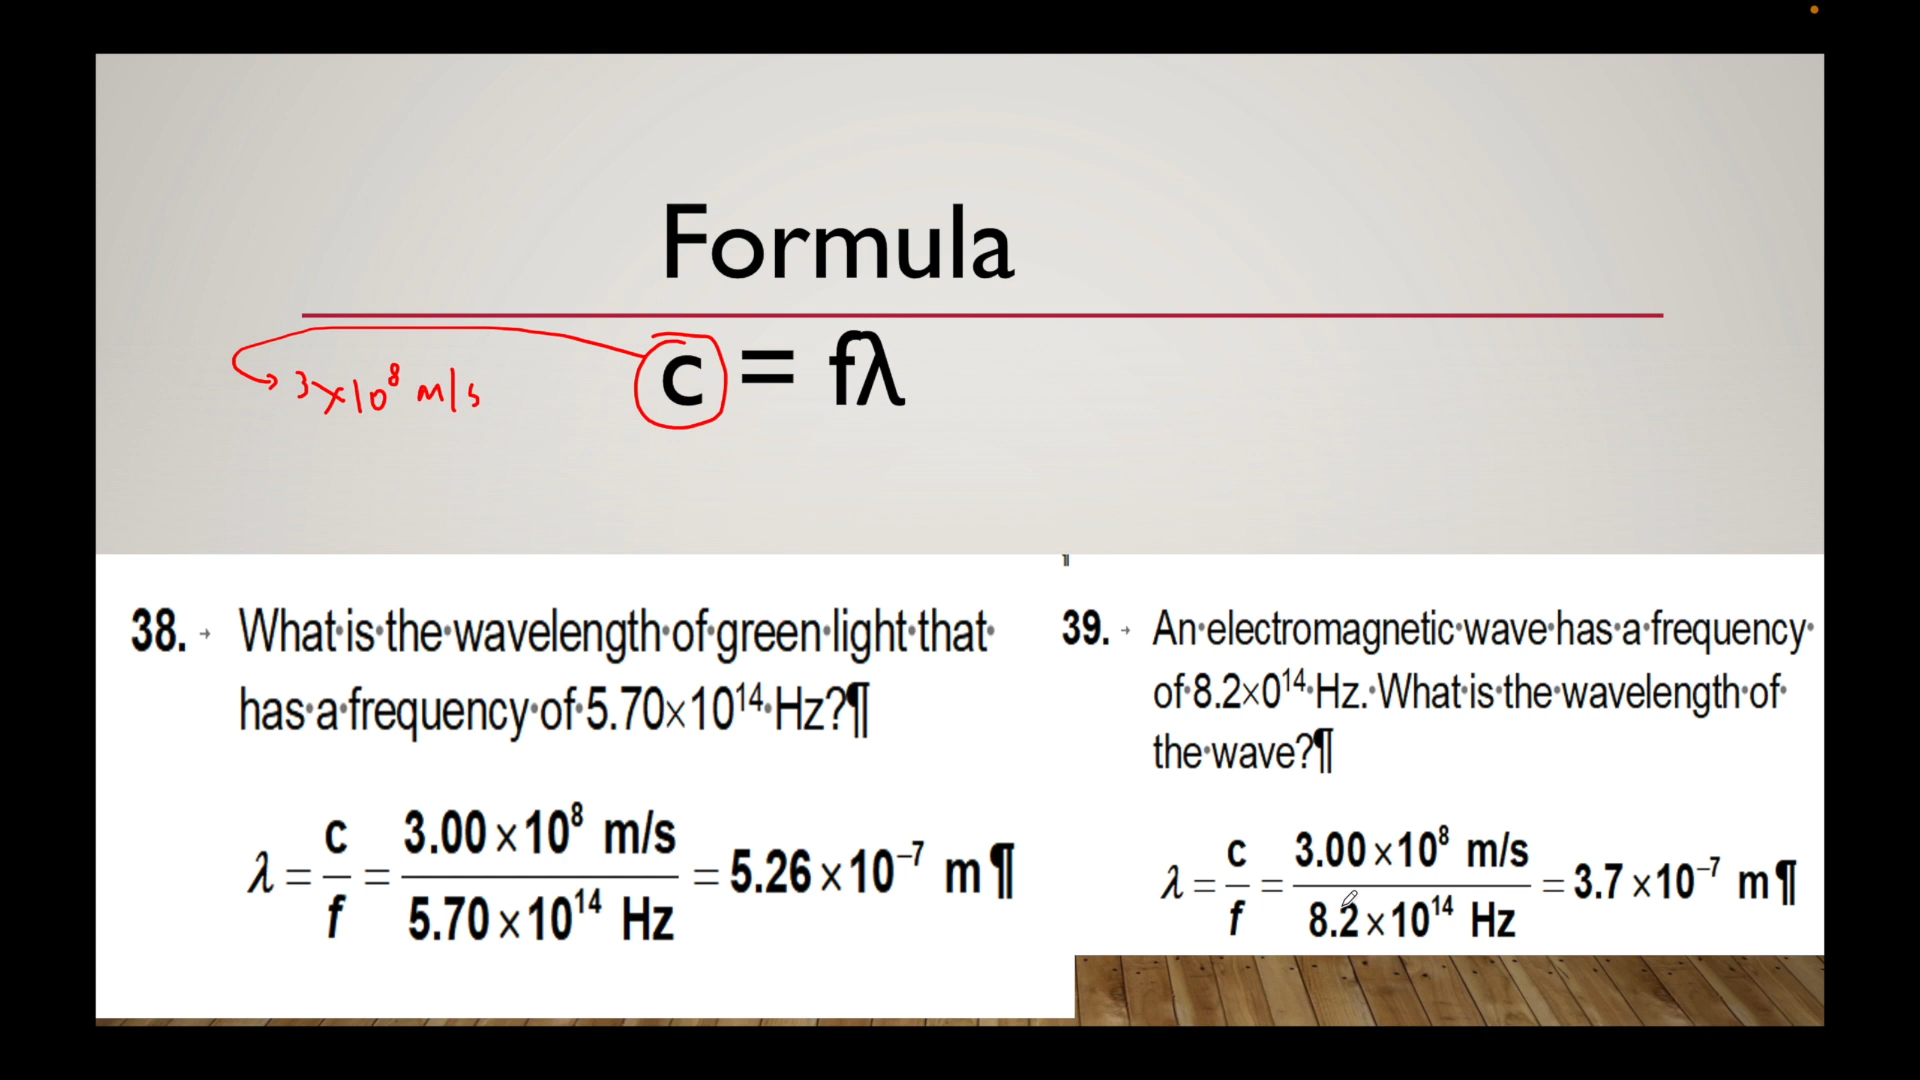 Formula
3×10⁸ m/s
c = fλ
38. → What·is·the·wavelength·of·green·light·that·
has·a·frequency·of·5.70×10¹⁴·Hz?¶
λ = c/f = 3.00 ×10⁸ m/s / 5.70 ×10¹⁴ Hz = 5.26 ×10⁻⁷ m ¶
¶
39. → An·electromagnetic·wave·has·a·frequency·
of·8.2×0¹⁴·Hz.·What·is·the·wavelength·of·
the·wave?¶
λ = c/f = 3.00 ×10⁸ m/s / 8.2 ×10¹⁴ Hz = 3.7 ×10⁻⁷ m ¶